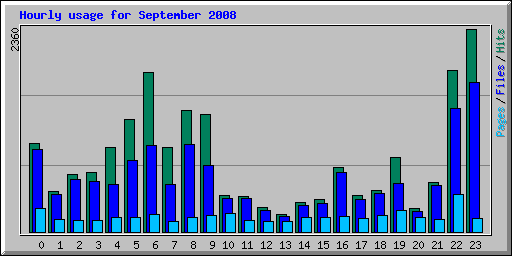 Hourly usage for September 2008
2360
Pages / Files / Hits
0 1 2 3 4 5 6 7 8 9 10 11 12 13 14 15 16 17 18 19 20 21 22 23